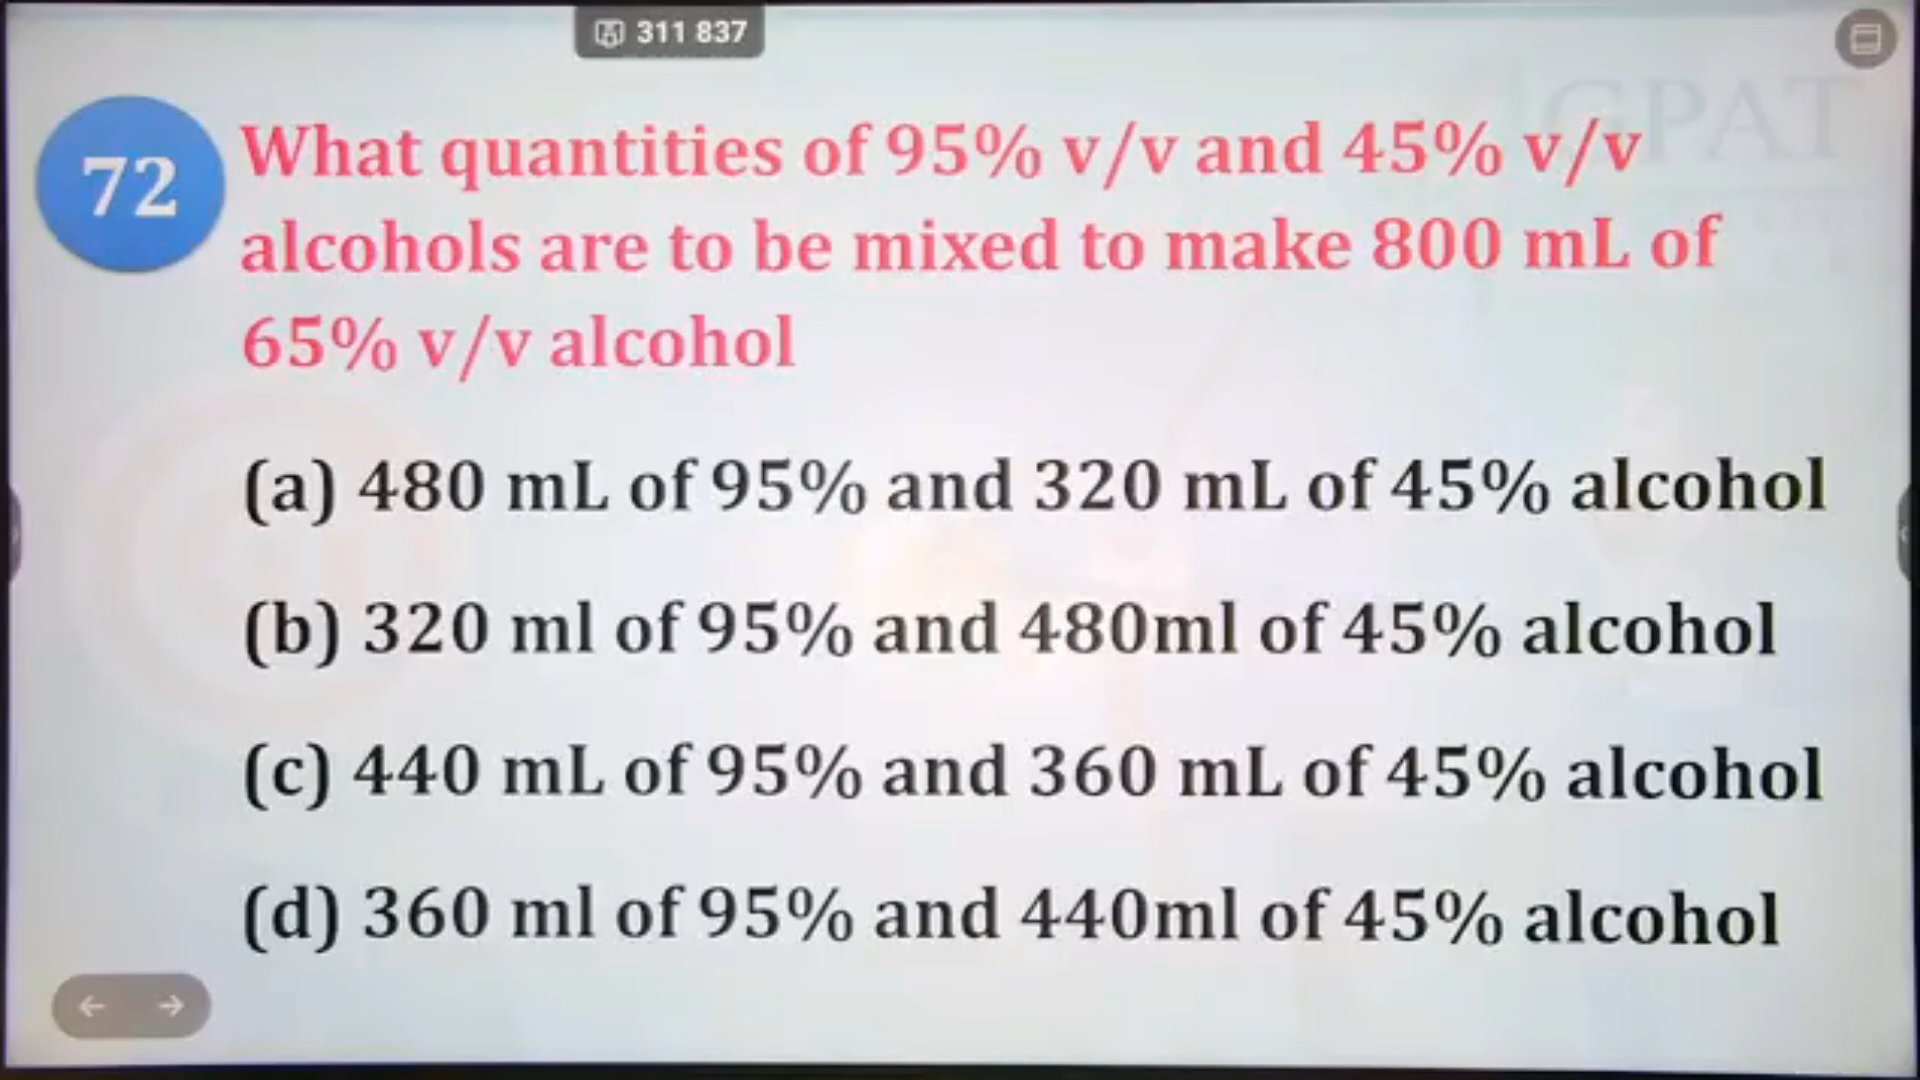 311 837
GPAT
72
What quantities of 95% v/v and 45% v/v
alcohols are to be mixed to make 800 mL of
65% v/v alcohol
(a) 480 mL of 95% and 320 mL of 45% alcohol
(b) 320 ml of 95% and 480ml of 45% alcohol
(c) 440 mL of 95% and 360 mL of 45% alcohol
(d) 360 ml of 95% and 440ml of 45% alcohol